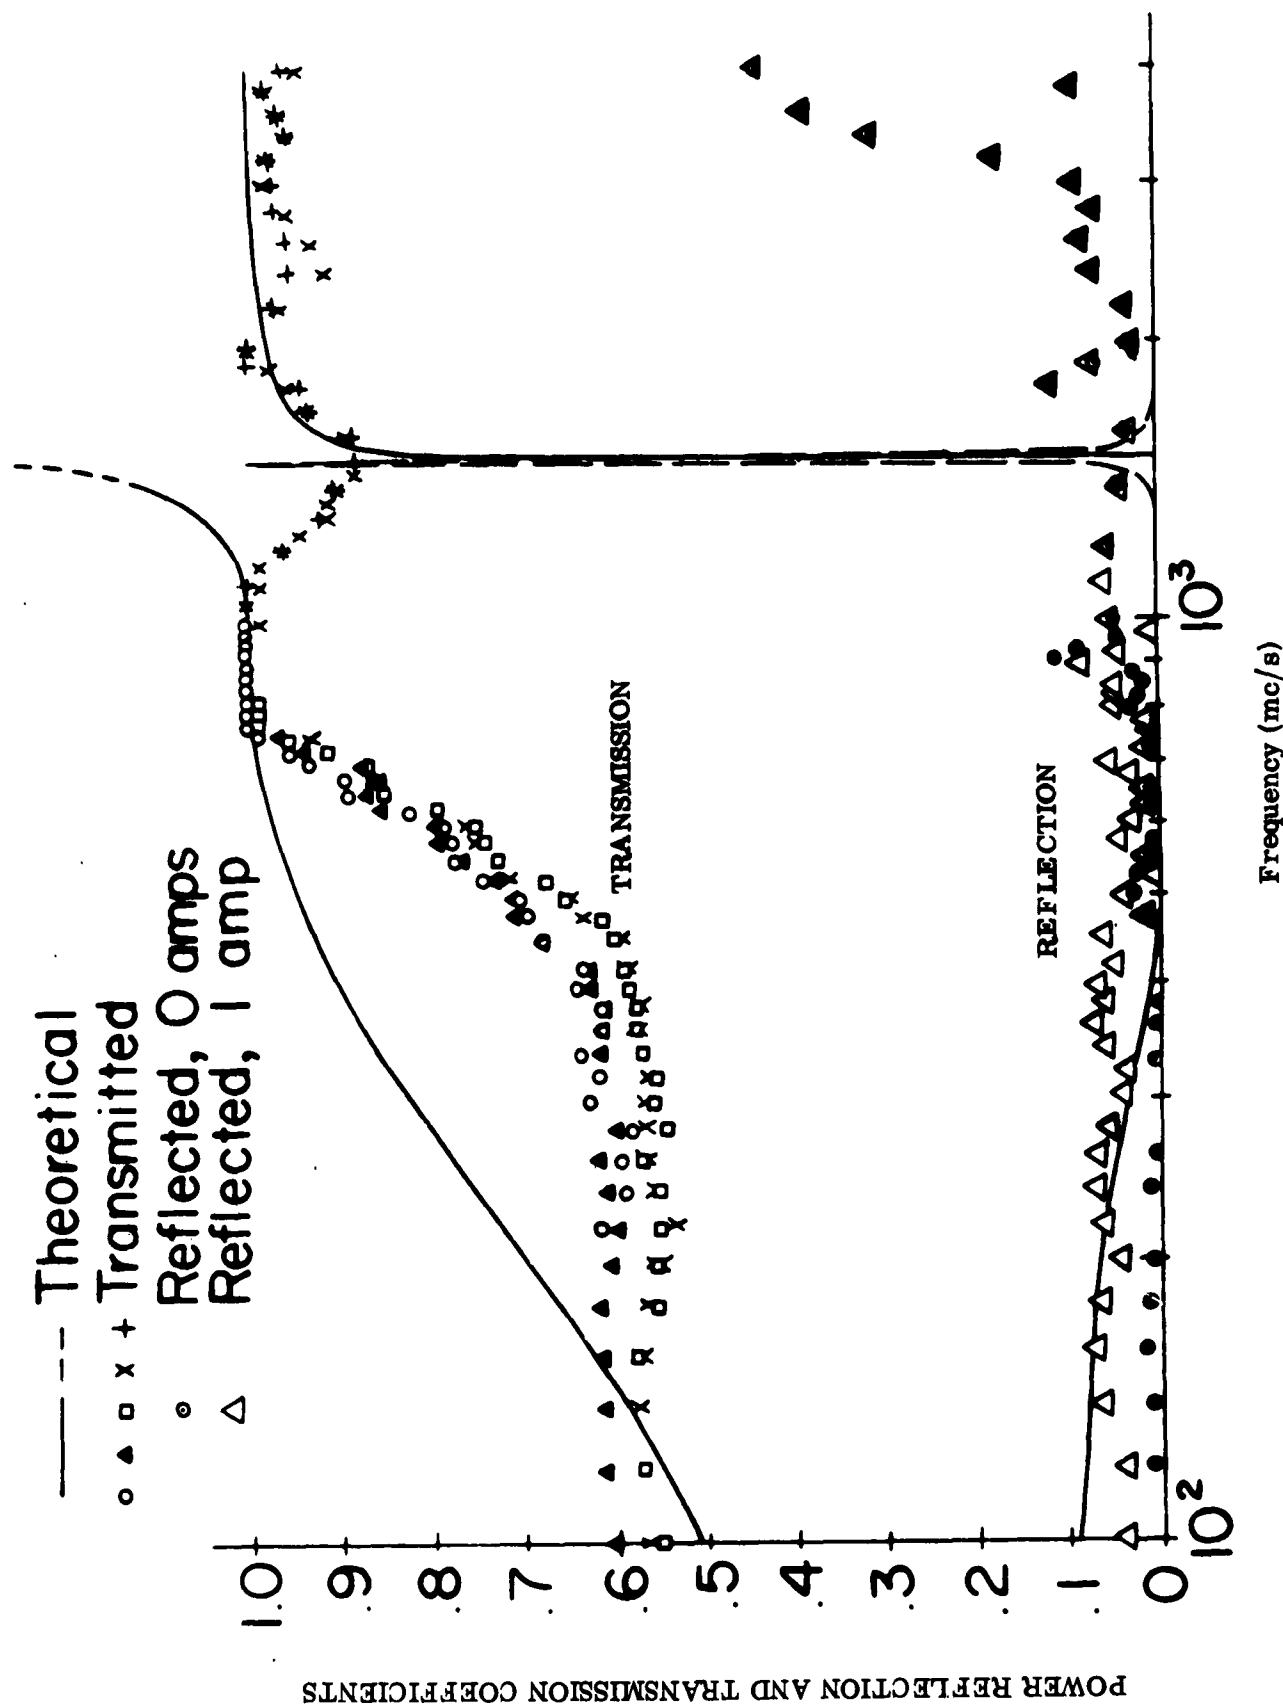 Theoretical
Transmitted
Reflected, O amps
Reflected, 1 amp
TRANSMISSION
REFLECTION
1.0
.9
.8
.7
.6
.5
.4
.3
.2
.1
0
10²
10³
Frequency (mc/s)
POWER REFLECTION AND TRANSMISSION COEFFICIENTS